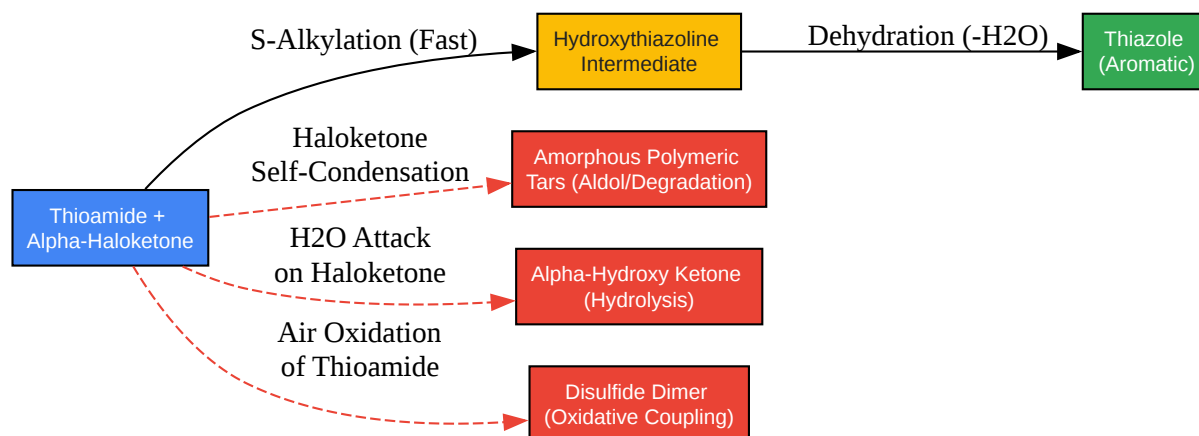 S-Alkylation (Fast)
Hydroxythiazoline
Intermediate
Dehydration (-H2O)
Thiazole
(Aromatic)
Haloketone
Self-Condensation
Amorphous Polymeric
Tars (Aldol/Degradation)
Thioamide +
Alpha-Haloketone
H2O Attack
on Haloketone
Alpha-Hydroxy Ketone
(Hydrolysis)
Air Oxidation
of Thioamide
Disulfide Dimer
(Oxidative Coupling)